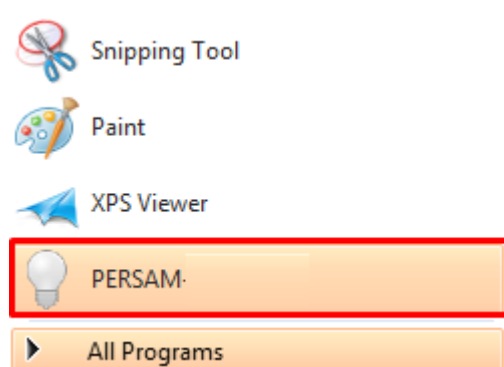 Snipping Tool
Paint
XPS Viewer
PERSAM-
All Programs